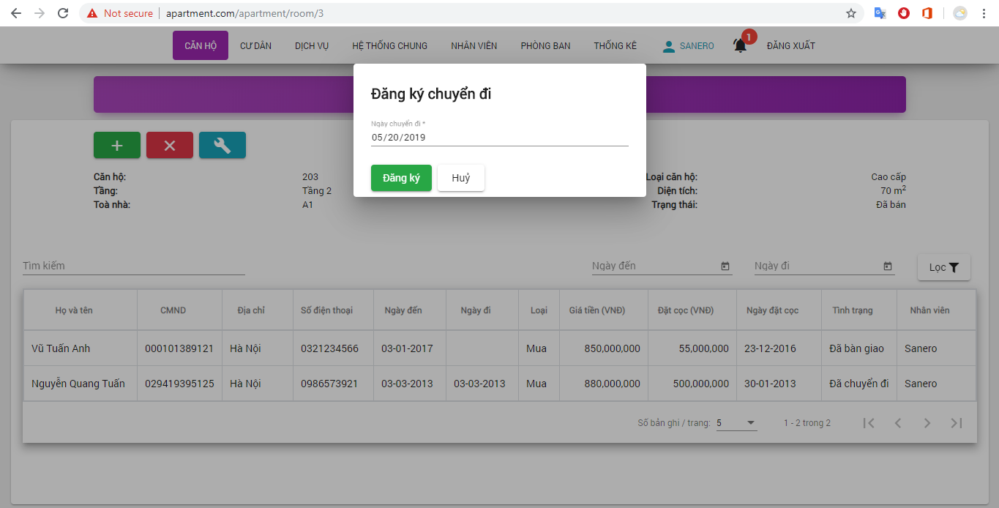 Not secure apartment.com/apartment/room/3
CĂN HỘ CƯ DÂN DỊCH VỤ HỆ THỐNG CHUNG NHÂN VIÊN PHÒNG BAN THỐNG KÊ SANERO 1 ĐĂNG XUẤT
Đăng ký chuyển đi
Ngày chuyển đi *
05/20/2019
Đăng ký Huỷ
Căn hộ: 203 Loại căn hộ: Cao cấp
Tầng: Tầng 2 Diện tích: 70 m²
Toà nhà: A1 Trạng thái: Đã bán
Tìm kiếm Ngày đến Ngày đi Lọc
Họ và tên CMND Địa chỉ Số điện thoại Ngày đến Ngày đi Loại Giá tiền (VNĐ) Đặt cọc (VNĐ) Ngày đặt cọc Tình trạng Nhân viên
Vũ Tuấn Anh 000101389121 Hà Nội 0321234566 03-01-2017 Mua 850,000,000 55,000,000 23-12-2016 Đã bàn giao Sanero
Nguyễn Quang Tuấn 029419395125 Hà Nội 0986573921 03-03-2013 03-03-2013 Mua 880,000,000 500,000,000 30-01-2013 Đã chuyển đi Sanero
Số bản ghi / trang: 5 1 - 2 trong 2